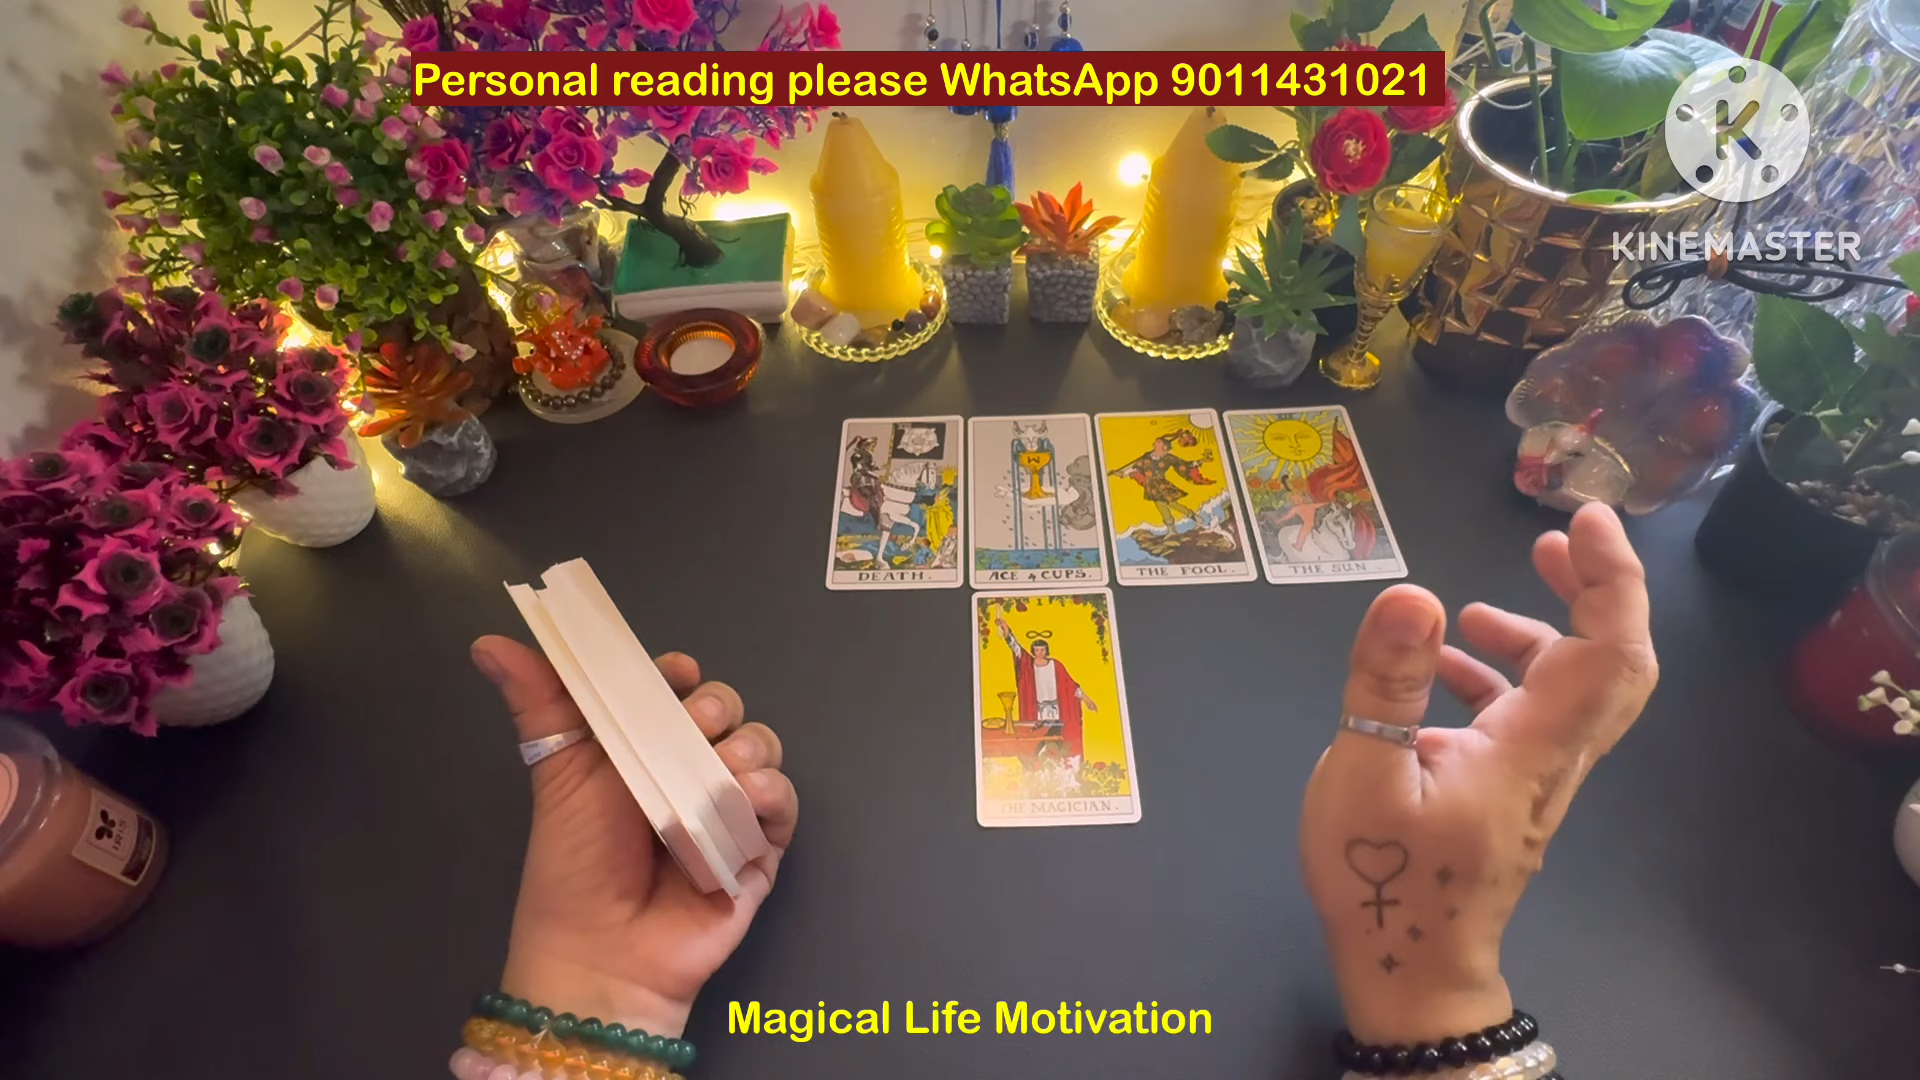 Personal reading please WhatsApp 9011431021
KINEMASTER
DEATH.
ACE of CUPS.
THE FOOL.
THE SUN.
I
THE MAGICIAN.
IRIS
Magical Life Motivation